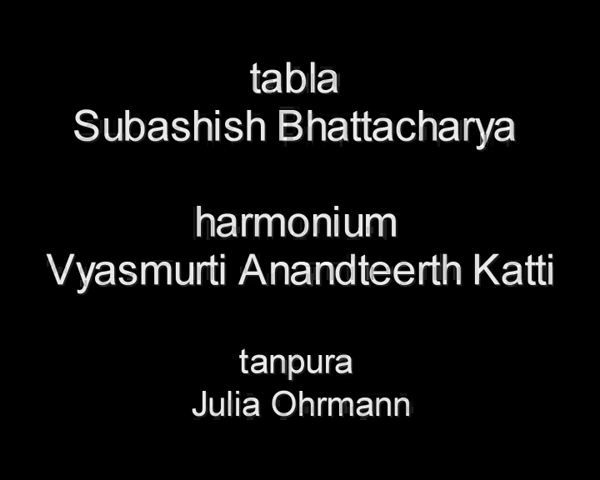 tabla
Subashish Bhattacharya
harmonium
Vyasmurti Anandteerth Katti
tanpura
Julia Ohrmann